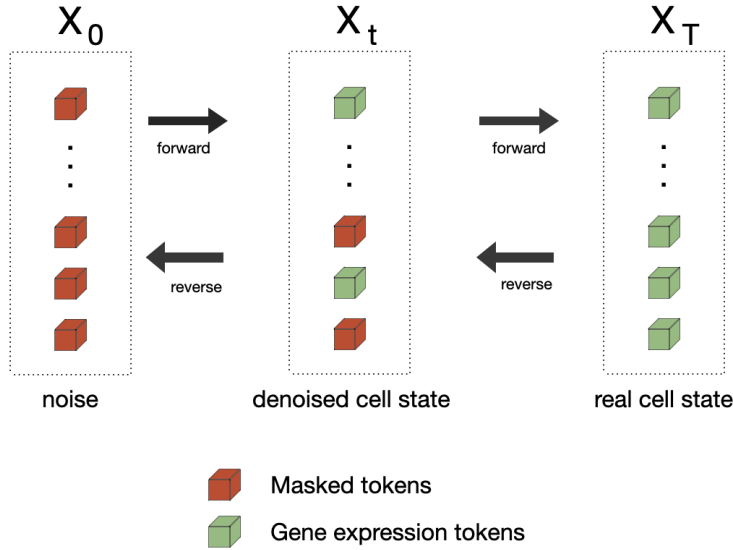 X0
Xt
XT
forward
forward
reverse
reverse
noise
denoised cell state
real cell state
Masked tokens
Gene expression tokens